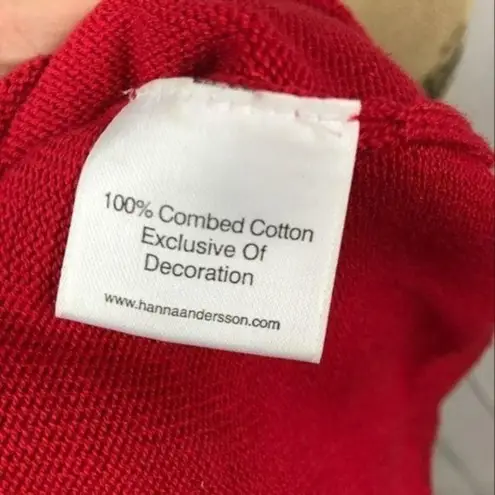 100% Combed Cotton
Exclusive Of
Decoration
www.hannaandersson.com